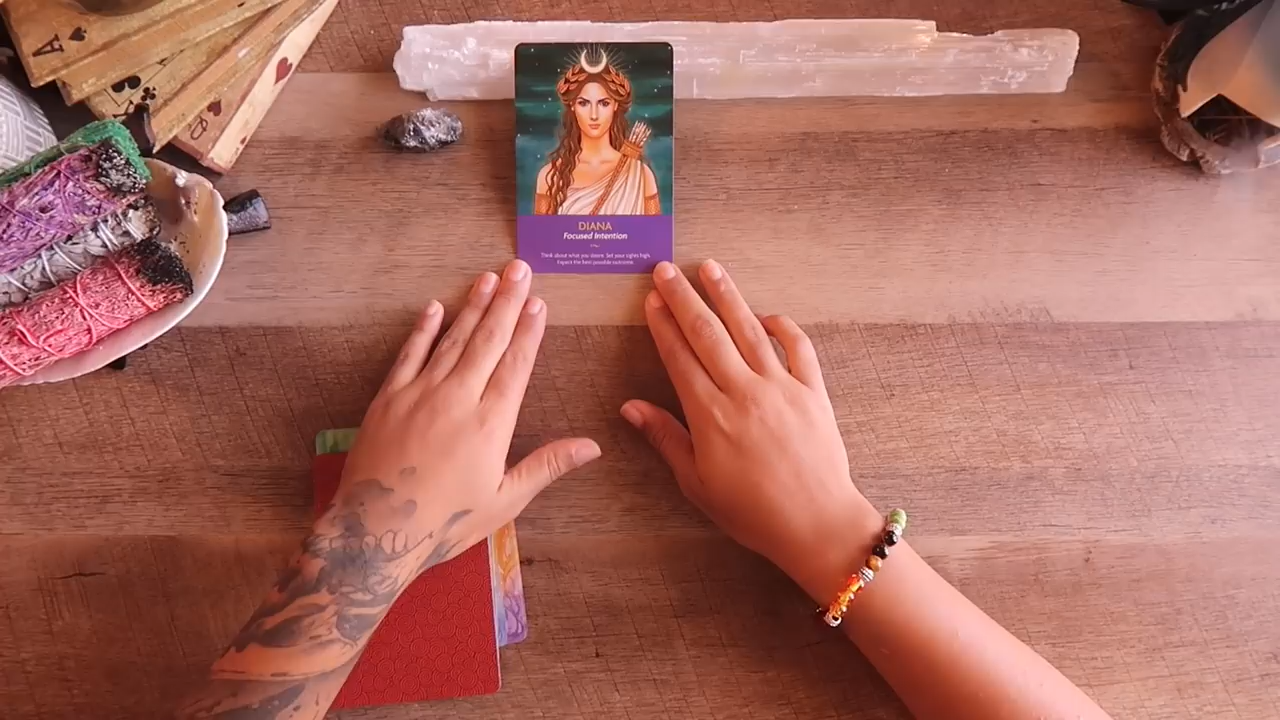 A
Q
DIANA
Focused Intention
Think about what you desire. Set your sights high.
Expect the best possible outcome.